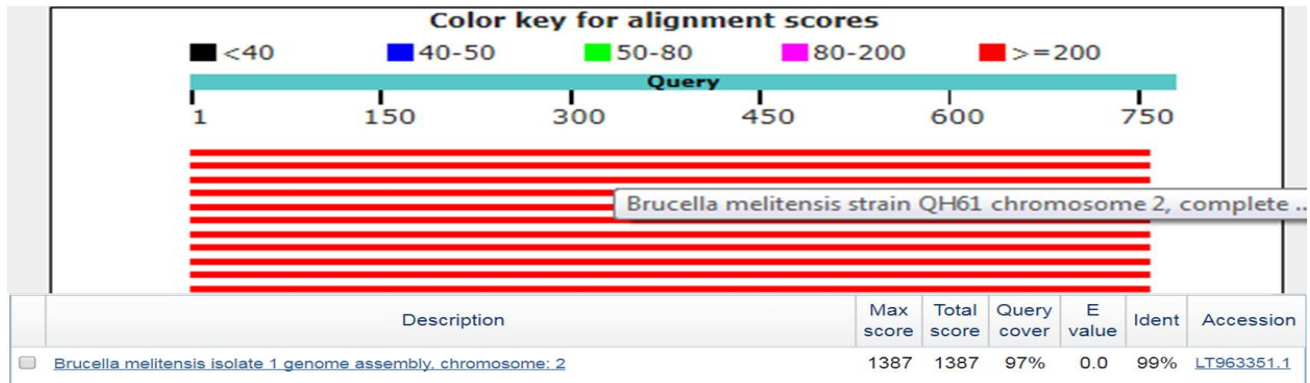 Color key for alignment scores
<40 40-50 50-80 80-200 >=200
Query
1 150 300 450 600 750
Brucella melitensis strain QH61 chromosome 2, complete ..
Description Max score Total score Query cover E value Ident Accession
Brucella melitensis isolate 1 genome assembly, chromosome: 2 1387 1387 97% 0.0 99% LT963351.1